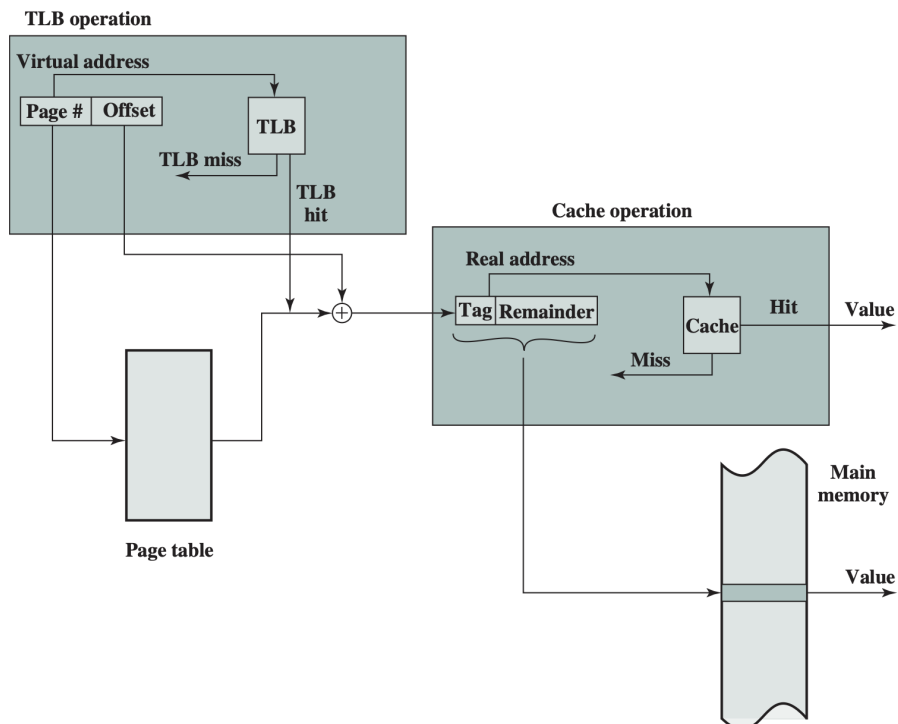 TLB operation
Virtual address
Page # Offset
TLB
TLB miss
TLB
hit
Cache operation
Real address
Tag Remainder
Cache
Hit
Value
Miss
Page table
Main
memory
Value